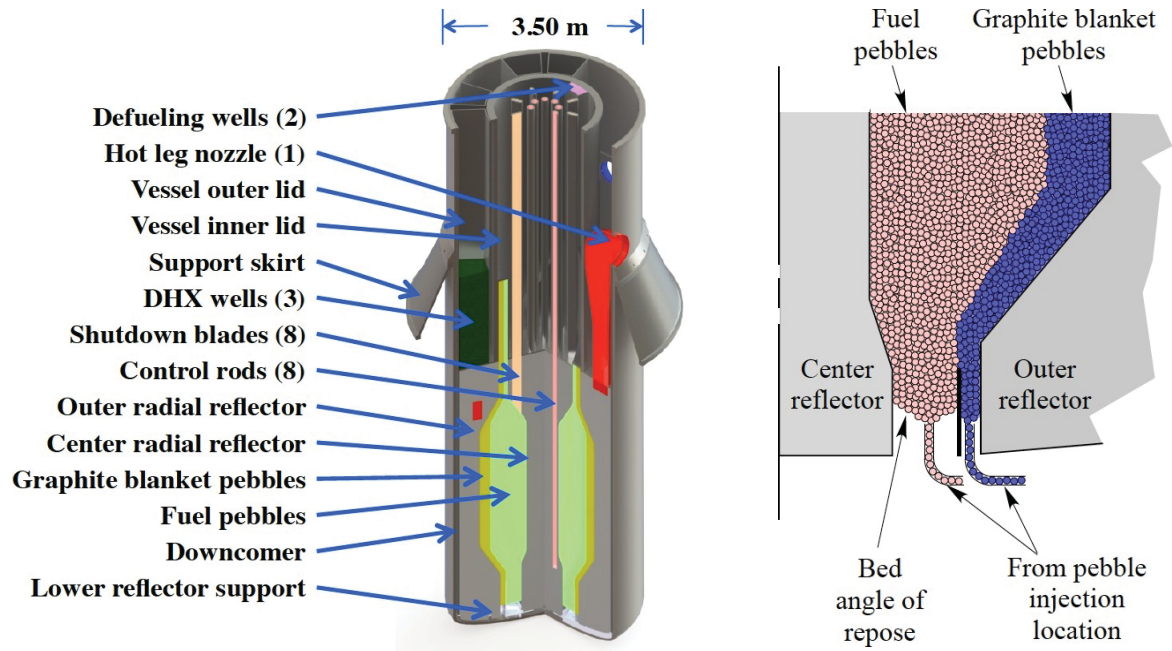 3.50 m
Defueling wells (2)
Hot leg nozzle (1)
Vessel outer lid
Vessel inner lid
Support skirt
DHX wells (3)
Shutdown blades (8)
Control rods (8)
Outer radial reflector
Center radial reflector
Graphite blanket pebbles
Fuel pebbles
Downcomer
Lower reflector support
Fuel
pebbles
Graphite blanket
pebbles
Center
reflector
Outer
reflector
Bed
angle of
repose
From pebble
injection
location